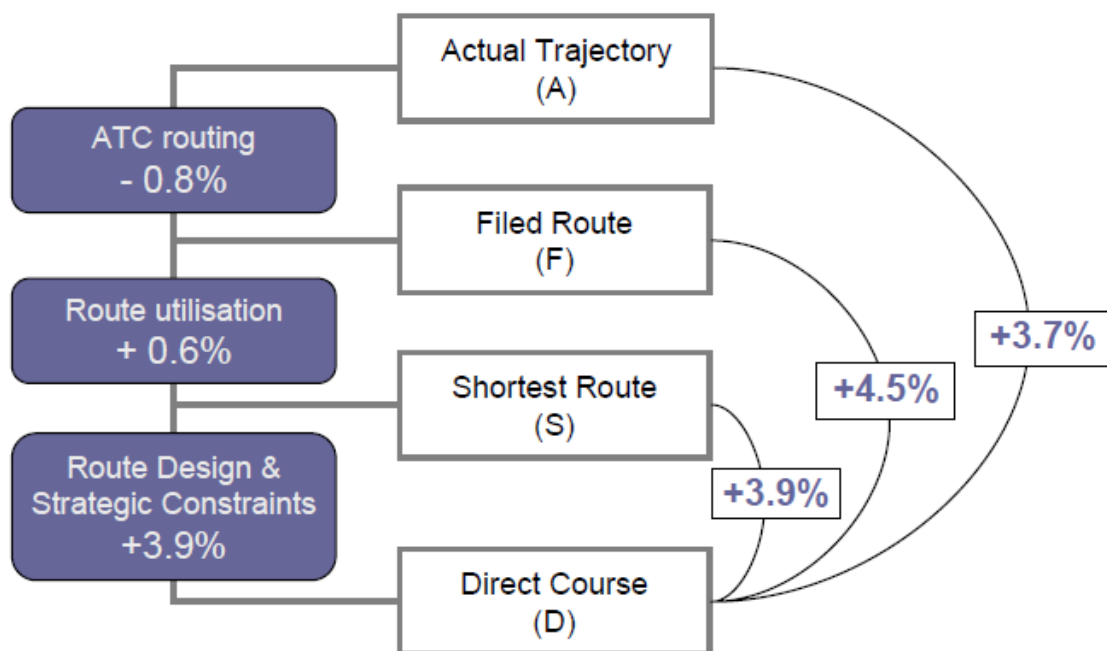 Actual Trajectory
(A)
ATC routing
- 0.8%
Filed Route
(F)
Route utilisation
+ 0.6%
+3.7%
Shortest Route
(S)
+4.5%
Route Design &
Strategic Constraints
+3.9%
+3.9%
Direct Course
(D)